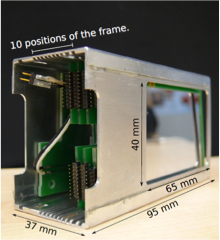 10 positions of the frame.
40 mm
65 mm
95 mm
37 mm